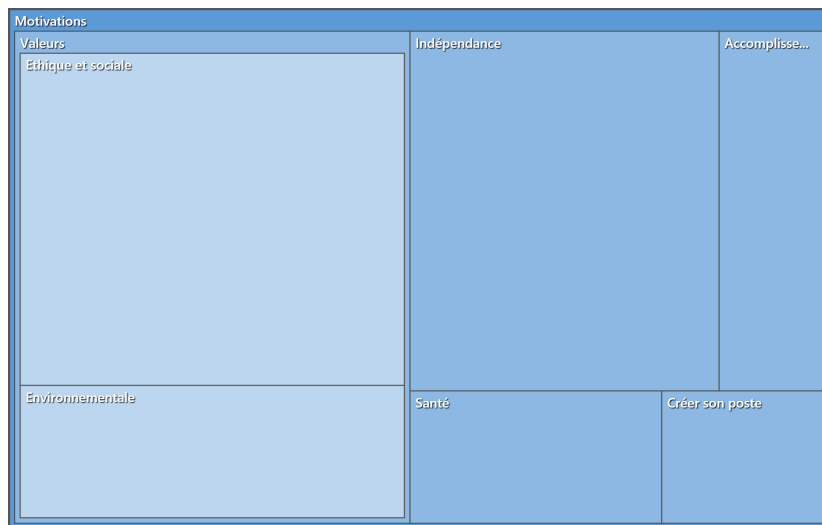 Motivations
Valeurs
Indépendance
Accomplisse...
Ethique et sociale
Environnementale
Santé
Créer son poste